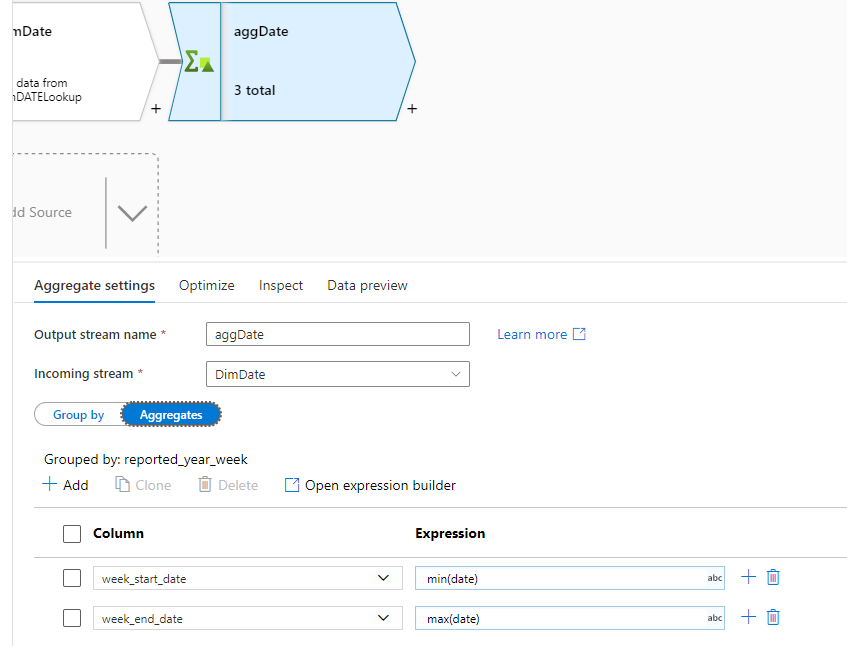 mDate
aggDate
data from
mDATELookup
3 total
+
+
dd Source
Aggregate settings
Optimize
Inspect
Data preview
Output stream name *
aggDate
Learn more
Incoming stream *
DimDate
Group by
Aggregates
Grouped by: reported_year_week
+ Add
Clone
Delete
Open expression builder
Column
Expression
week_start_date
min(date)
abc
week_end_date
max(date)
abc